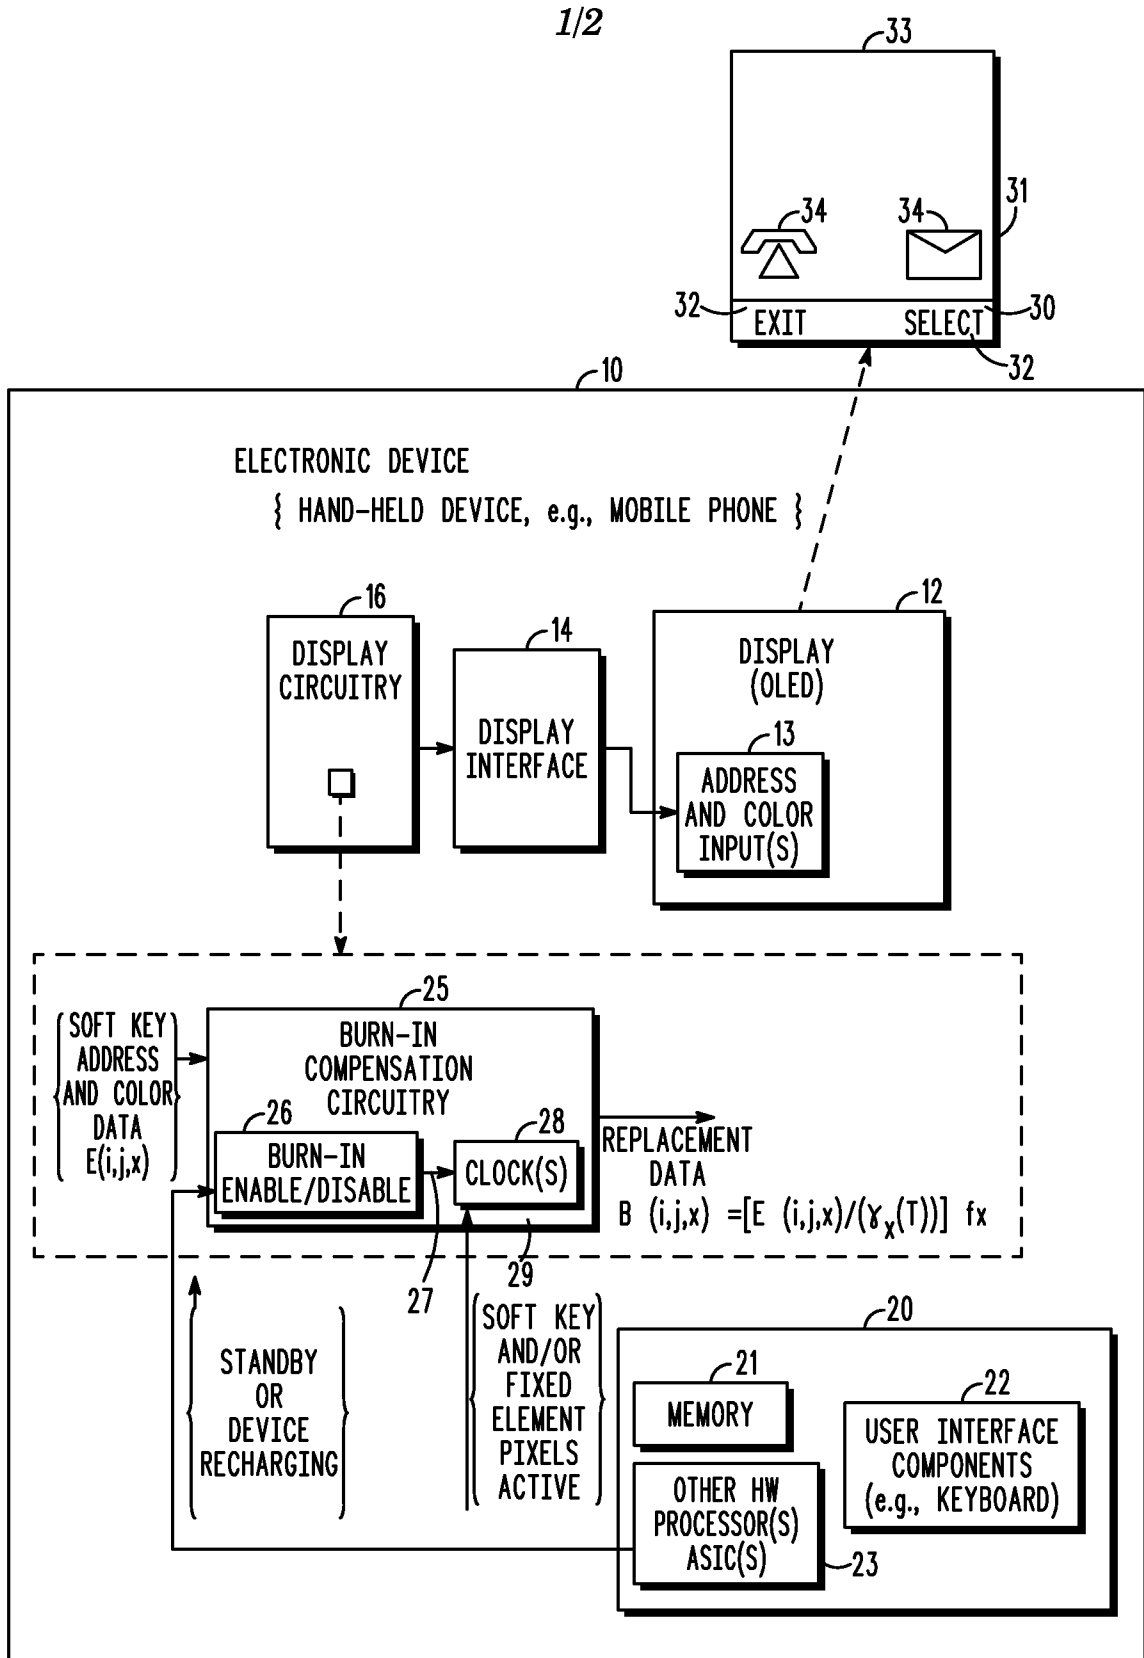 1/2
33
34
34
31
32
EXIT
SELECT
30
32
10
ELECTRONIC DEVICE
{ HAND-HELD DEVICE, e.g., MOBILE PHONE }
16
DISPLAY
CIRCUITRY
14
DISPLAY
INTERFACE
12
DISPLAY
(OLED)
13
ADDRESS
AND COLOR
INPUT(S)
SOFT KEY
ADDRESS
AND COLOR
DATA
E(i,j,x)
25
BURN-IN
COMPENSATION
CIRCUITRY
26
BURN-IN
ENABLE/DISABLE
28
CLOCK(S)
27
29
REPLACEMENT
DATA
B (i,j,x) =[E (i,j,x)/(γx(T))] fx
STANDBY
OR
DEVICE
RECHARGING
SOFT KEY
AND/OR
FIXED
ELEMENT
PIXELS
ACTIVE
20
21
MEMORY
22
USER INTERFACE
COMPONENTS
(e.g., KEYBOARD)
OTHER HW
PROCESSOR(S)
ASIC(S)
23